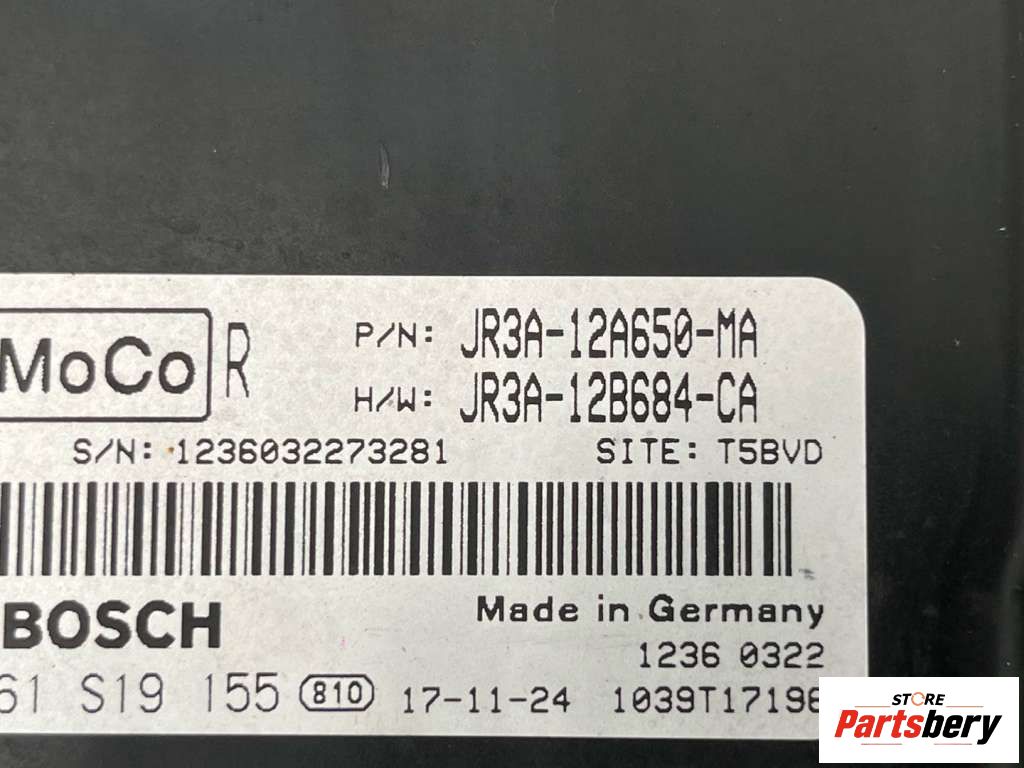 MoCo R P/N: JR3A-12A650-MA
H/W: JR3A-12B684-CA
S/N: 1236032273281 SITE: T5BVD
BOSCH Made in Germany
1236 0322
61 S19 155 810 17-11-24 1039T17196
STORE
Partsbery